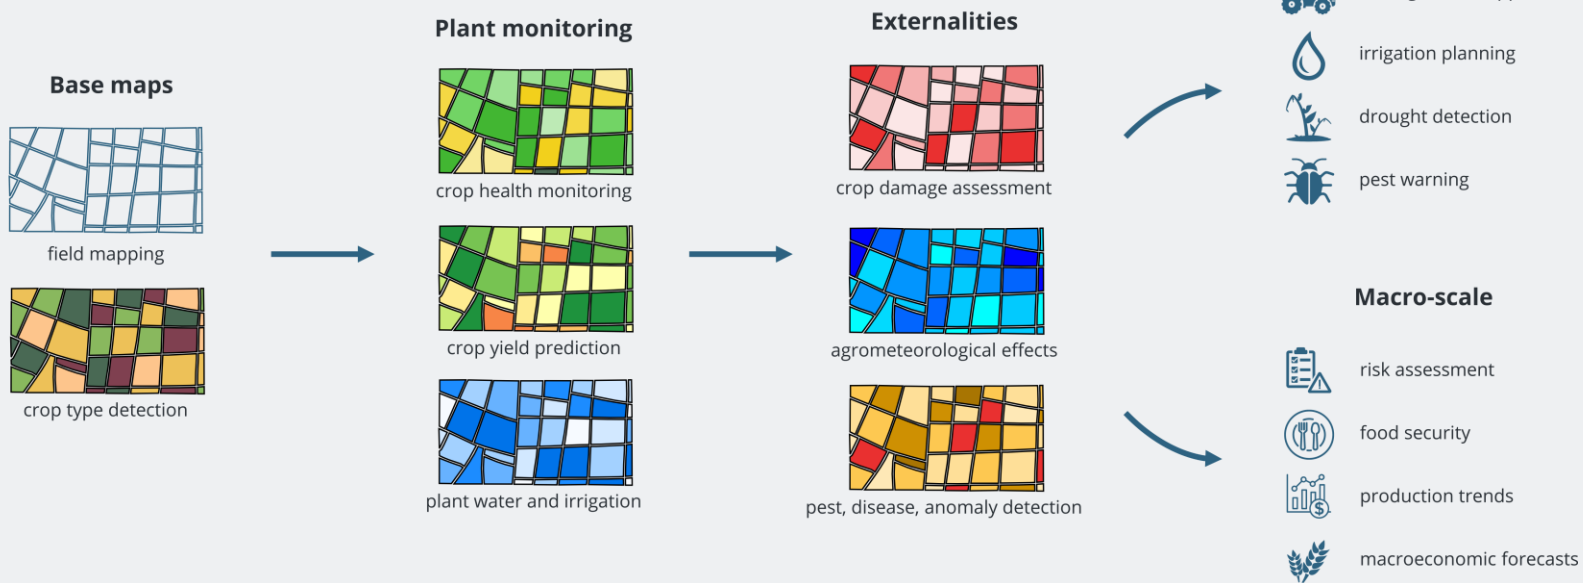 Base maps
field mapping
crop type detection
Plant monitoring
crop health monitoring
crop yield prediction
plant water and irrigation
Externalities
crop damage assessment
agrometeorological effects
pest, disease, anomaly detection
irrigation planning
drought detection
pest warning
Macro-scale
risk assessment
food security
production trends
macroeconomic forecasts